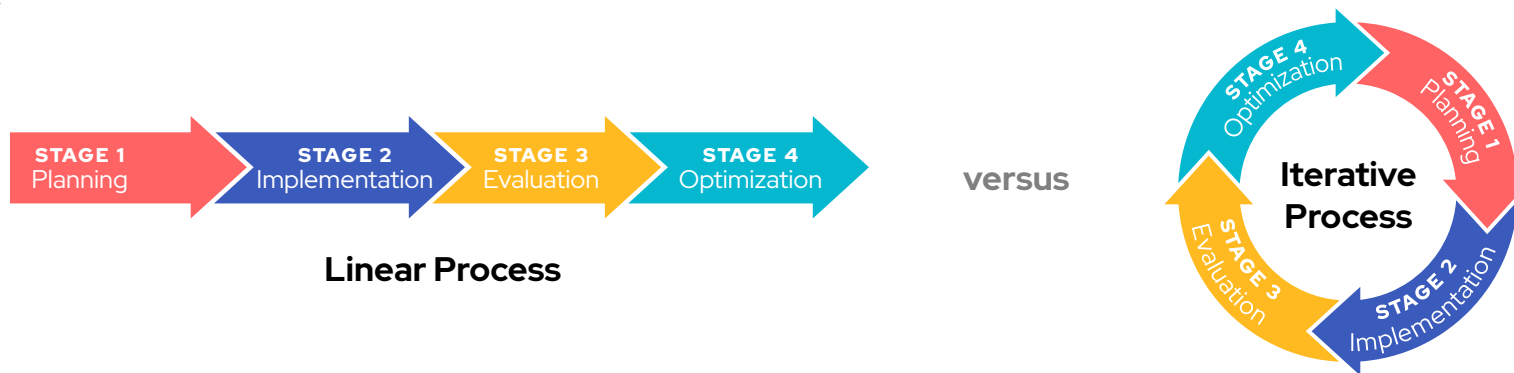 STAGE 1
Planning
STAGE 2
Implementation
STAGE 3
Evaluation
STAGE 4
Optimization
Linear Process
versus
STAGE 4
Optimization
STAGE 1
Planning
Iterative
Process
STAGE 3
Evaluation
STAGE 2
Implementation